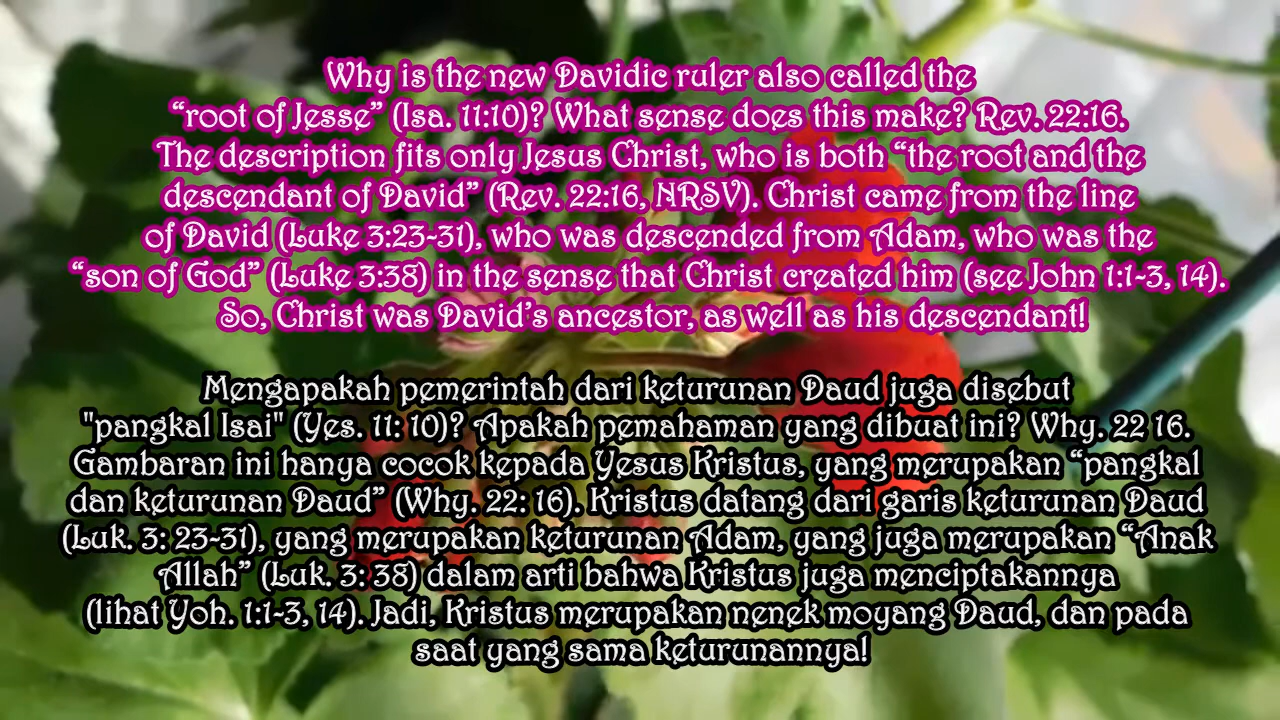 Why is the new Davidic ruler also called the
“root of Jesse” (Isa. 11:10)? What sense does this make? Rev. 22:16.
The description fits only Jesus Christ, who is both “the root and the
descendant of David” (Rev. 22:16, NRSV). Christ came from the line
of David (Luke 3:23-31), who was descended from Adam, who was the
“son of God” (Luke 3:38) in the sense that Christ created him (see John 1:1-3, 14).
So, Christ was David’s ancestor, as well as his descendant!
Mengapakah pemerintah dari keturunan Daud juga disebut
"pangkal Isai" (Yes. 11: 10)? Apakah pemahaman yang dibuat ini? Why. 22 16.
Gambaran ini hanya cocok kepada Yesus Kristus, yang merupakan “pangkal
dan keturunan Daud” (Why. 22: 16). Kristus datang dari garis keturunan Daud
(Luk. 3: 23-31), yang merupakan keturunan Adam, yang juga merupakan “Anak
Allah” (Luk. 3: 38) dalam arti bahwa Kristus juga menciptakannya
(lihat Yoh. 1:1-3, 14). Jadi, Kristus merupakan nenek moyang Daud, dan pada
saat yang sama keturunannya!